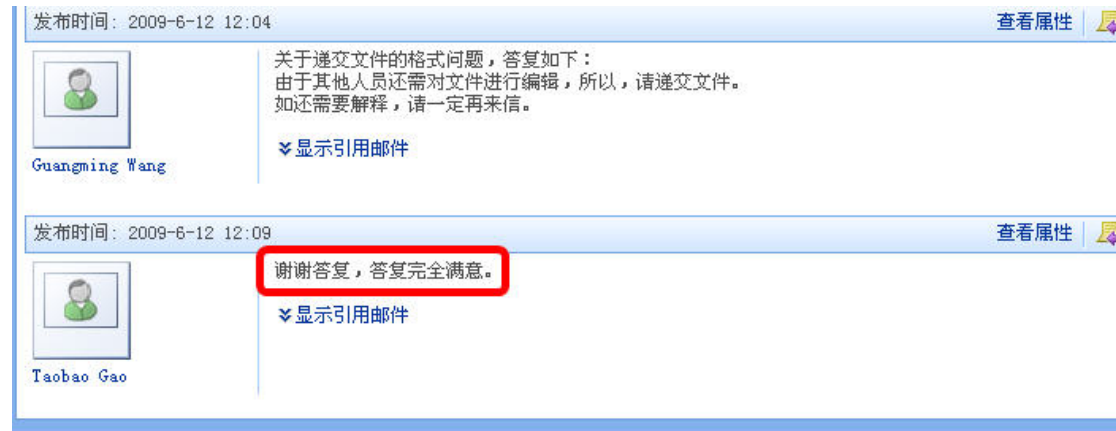 发布时间: 2009-6-12 12:04 查看属性
关于递交文件的格式问题，答复如下：
由于其他人员还需对文件进行编辑，所以，请递交文件。
如还需要解释，请一定再来信。
显示引用邮件
Guangming Wang
发布时间: 2009-6-12 12:09 查看属性
谢谢答复，答复完全满意。
显示引用邮件
Taobao Gao